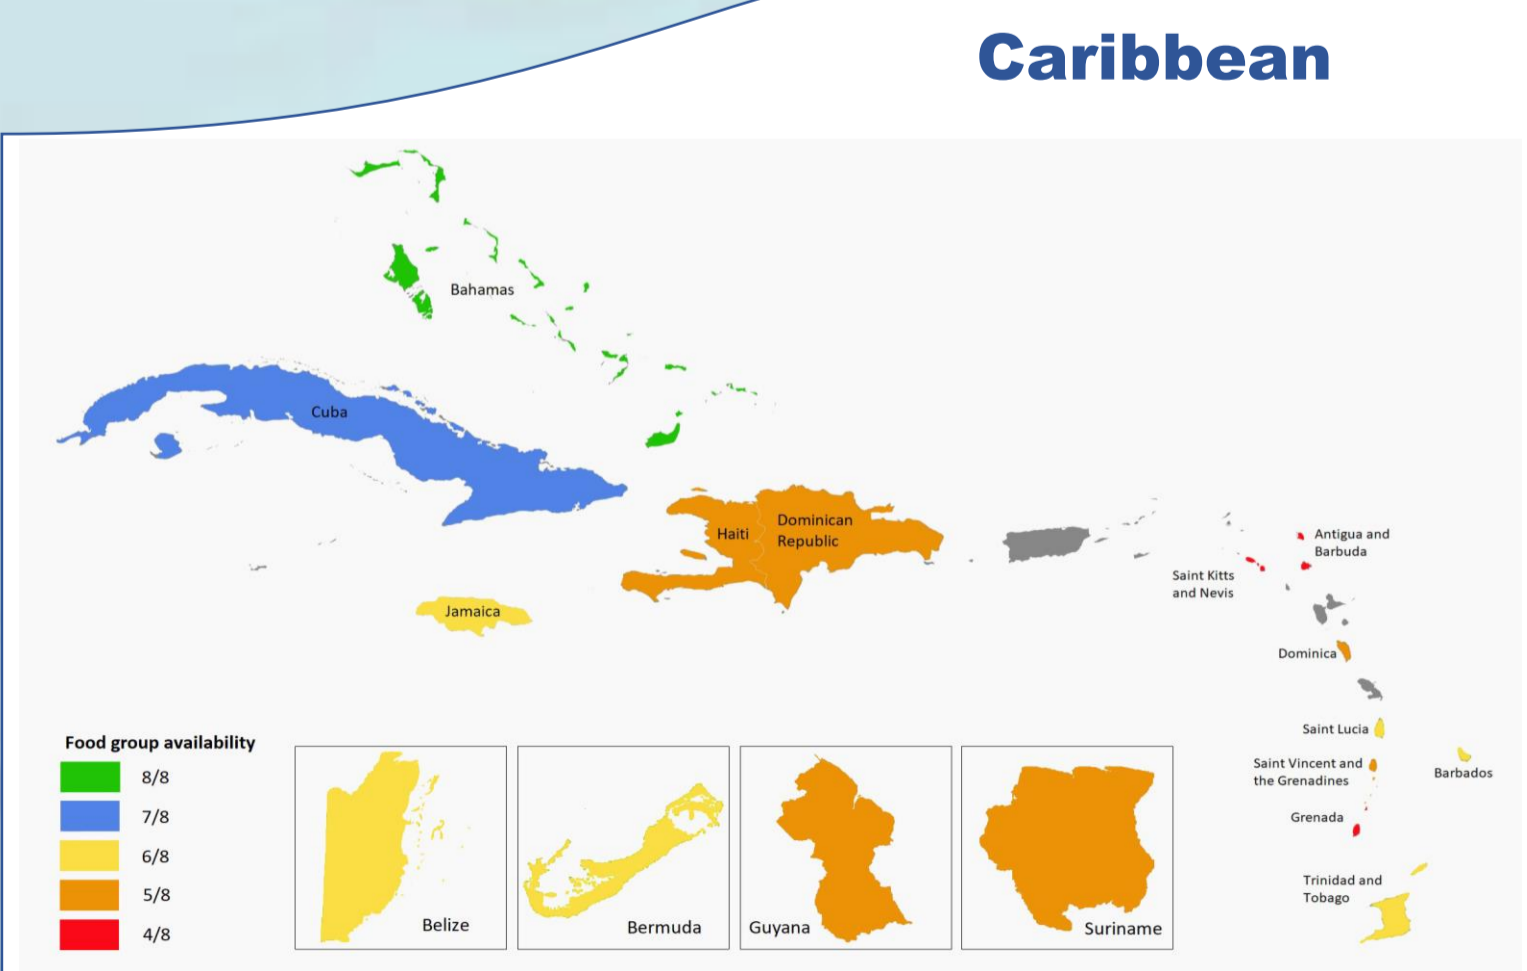 Caribbean
Bahamas
Cuba
Haiti
Dominican
Republic
Jamaica
Antigua and
Barbuda
Saint Kitts
and Nevis
Dominica
Saint Lucia
Saint Vincent and
the Grenadines
Barbados
Grenada
Trinidad and
Tobago
Food group availability
8/8
7/8
6/8
5/8
4/8
Belize
Bermuda
Guyana
Suriname